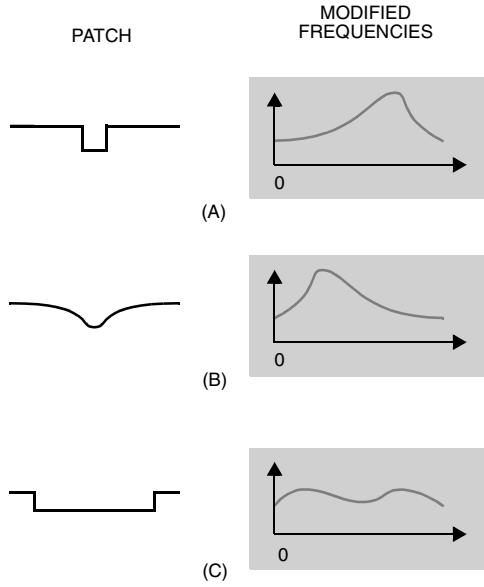 PATCH
MODIFIED
FREQUENCIES
0
(A)
0
(B)
0
(C)